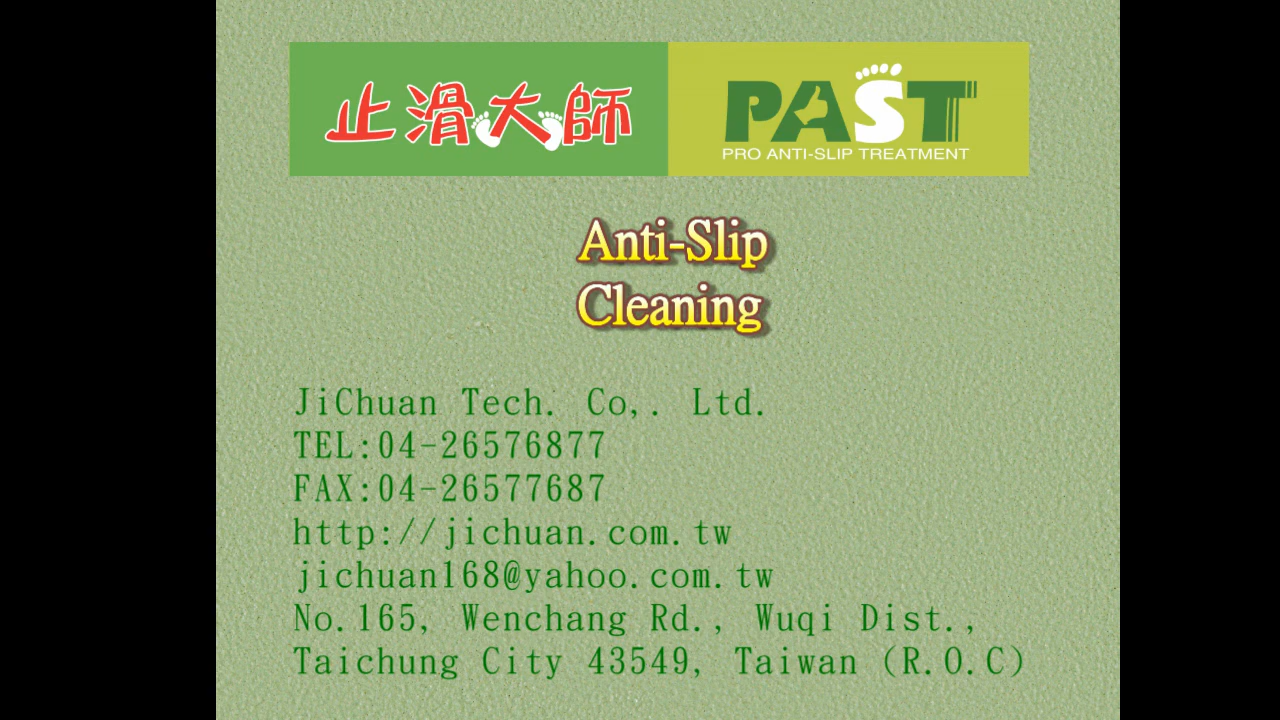 止滑大師
PAST
PRO ANTI-SLIP TREATMENT
Anti-Slip
Cleaning
JiChuan Tech. Co,. Ltd.
TEL:04-26576877
FAX:04-26577687
http://jichuan.com.tw
jichuan168@yahoo.com.tw
No.165, Wenchang Rd., Wuqi Dist.,
Taichung City 43549, Taiwan (R.O.C)